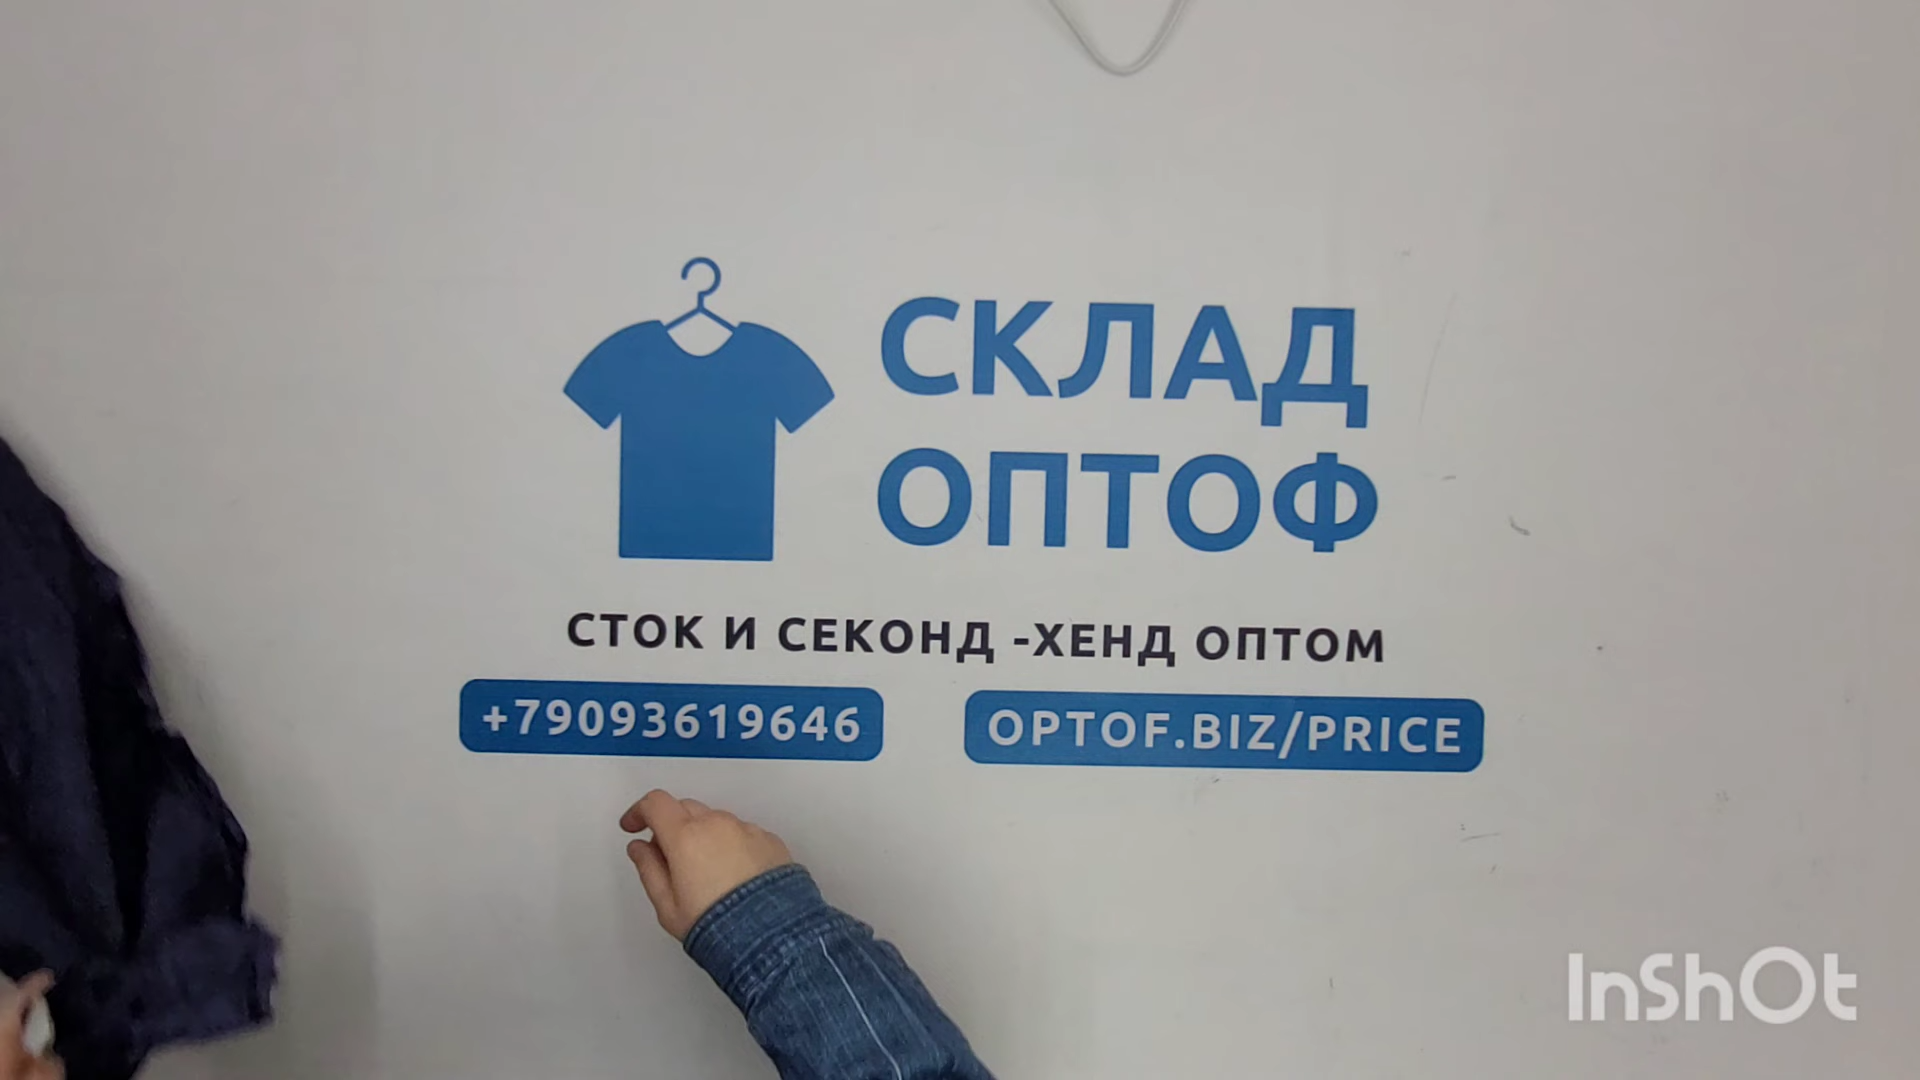 СКЛАД
ОПТОФ
СТОК И СЕКОНД -ХЕНД ОПТОМ
+79093619646
OPTOF.BIZ/PRICE
InShOt